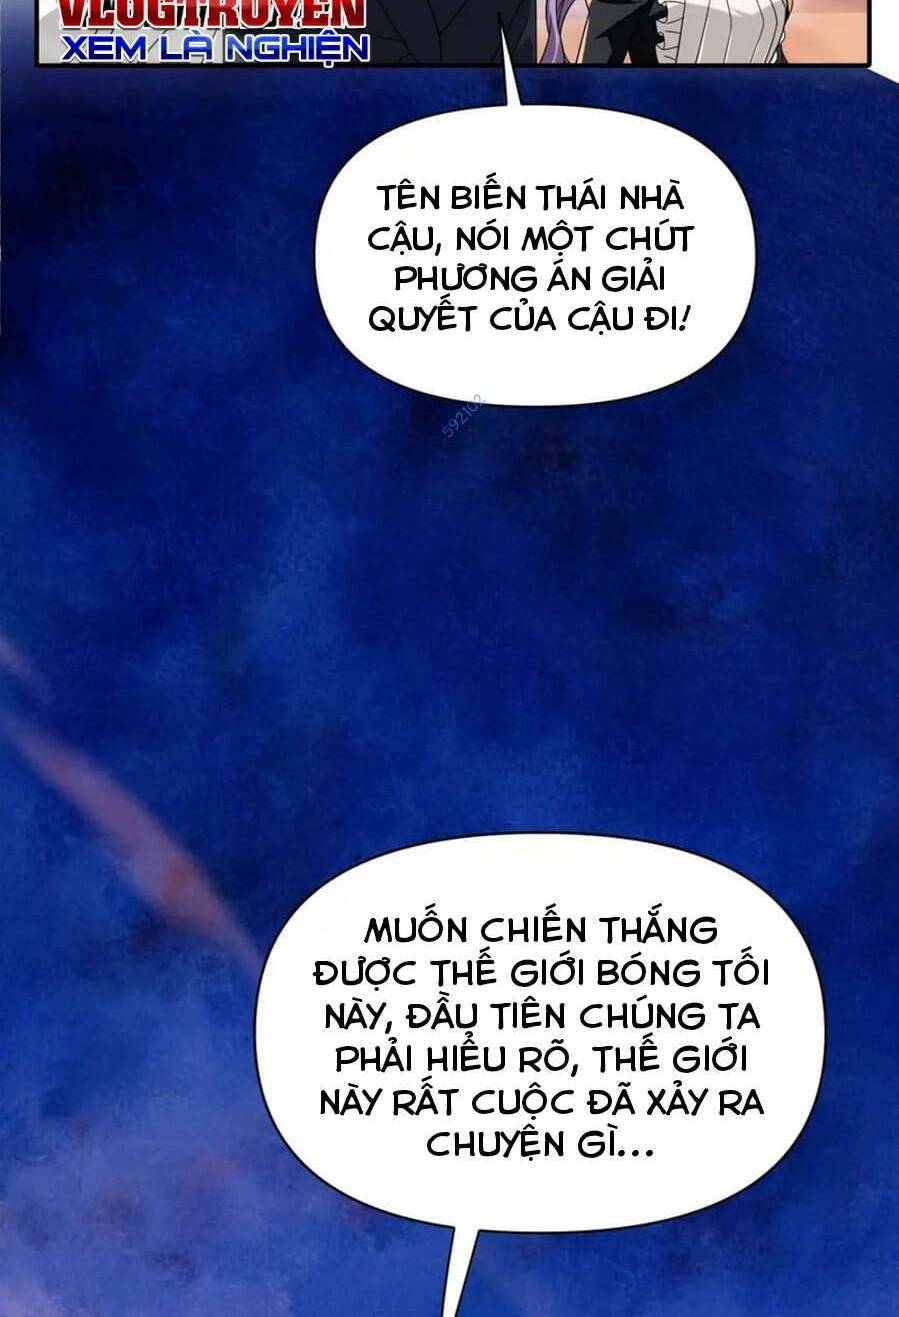 VLOGTRUYEN
XEM LÀ NGHIỆN
TÊN BIẾN THÁI NHÀ
CẬU, NÓI MỘT CHÚT
PHƯƠNG ÁN GIẢI
QUYẾT CỦA CẬU ĐI!
592102
MUỐN CHIẾN THẮNG
ĐƯỢC THẾ GIỚI BÓNG TỐI
NÀY, ĐẦU TIÊN CHÚNG TA
PHẢI HIỂU RÕ, THẾ GIỚI
NÀY RẤT CUỘC ĐÃ XẢY RA
CHUYỆN GÌ...